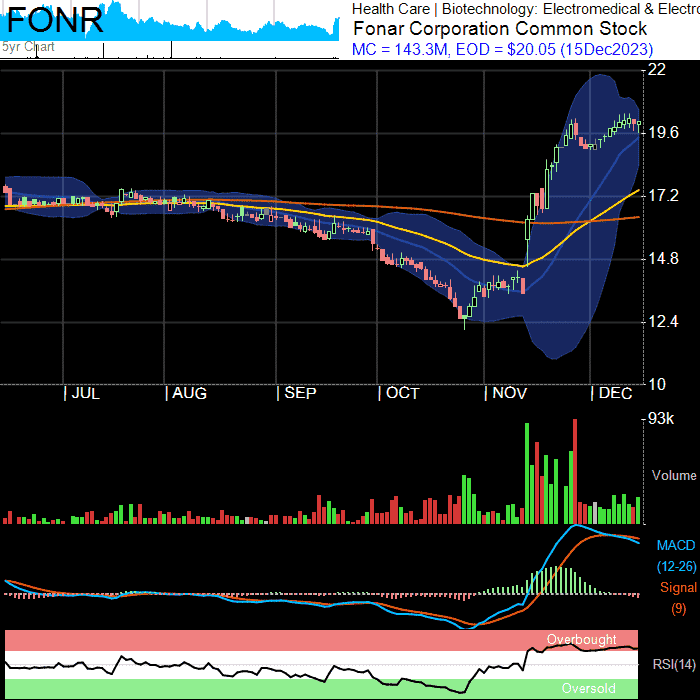 FONR
5yr Chart
Health Care | Biotechnology: Electromedical & Electro
Fonar Corporation Common Stock
MC = 143.3M, EOD = $20.05 (15Dec2023)
22
19.6
17.2
14.8
12.4
10
| JUL | AUG | SEP | OCT | NOV | DEC
93k
Volume
MACD
(12-26)
Signal
(9)
Overbought
RSI(14)
Oversold